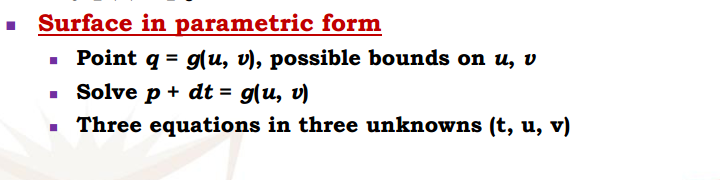 Surface in parametric form
Point q = g(u, v), possible bounds on u, v
Solve p + dt = g(u, v)
Three equations in three unknowns (t, u, v)